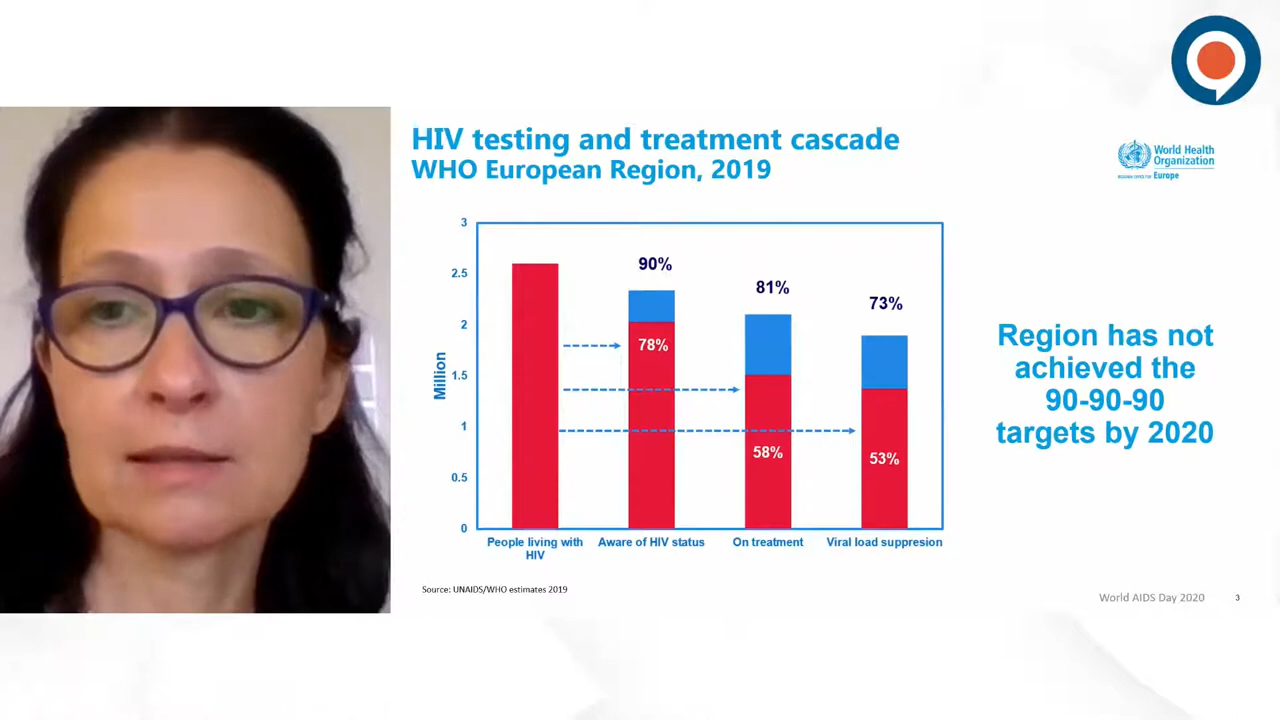 HIV testing and treatment cascade
WHO European Region, 2019
World Health
Organization
REGIONAL OFFICE FOR Europe
3
2.5
2
1.5
1
0.5
0
Million
90%
81%
73%
78%
58%
53%
People living with
HIV
Aware of HIV status
On treatment
Viral load suppresion
Region has not
achieved the
90-90-90
targets by 2020
Source: UNAIDS/WHO estimates 2019
World AIDS Day 2020
3